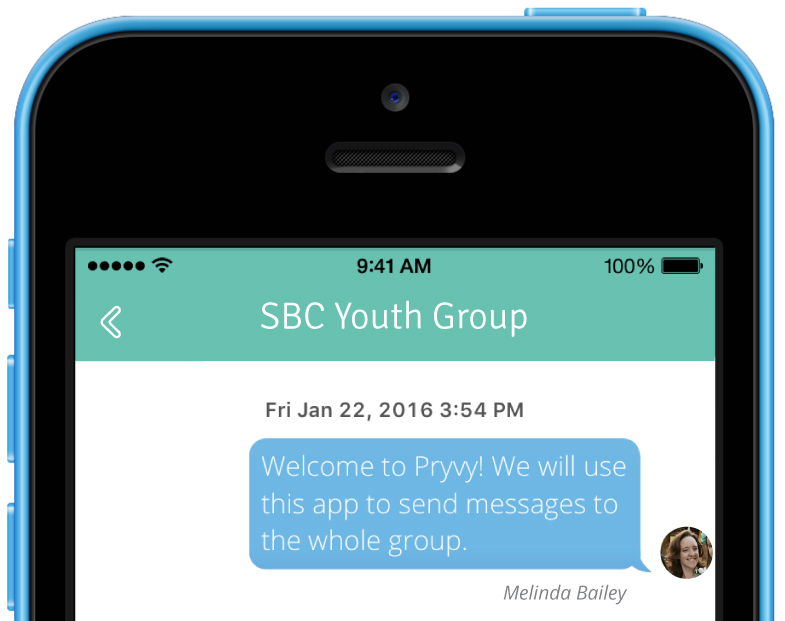 9:41 AM 100%
SBC Youth Group
Fri Jan 22, 2016 3:54 PM
Welcome to Pryvy! We will use
this app to send messages to
the whole group.
Melinda Bailey